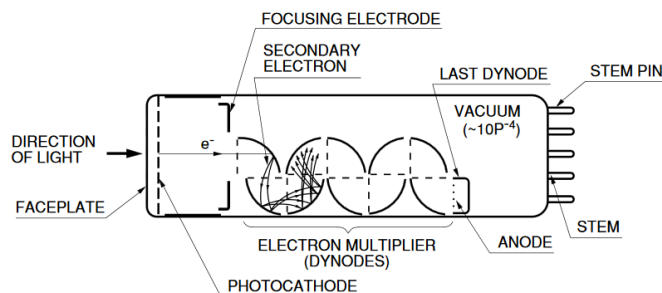 FOCUSING ELECTRODE
SECONDARY
ELECTRON
LAST DYNODE
STEM PIN
VACUUM
(~10P⁻⁴)
DIRECTION
OF LIGHT
e⁻
FACEPLATE
ELECTRON MULTIPLIER
(DYNODES)
ANODE
STEM
PHOTOCATHODE